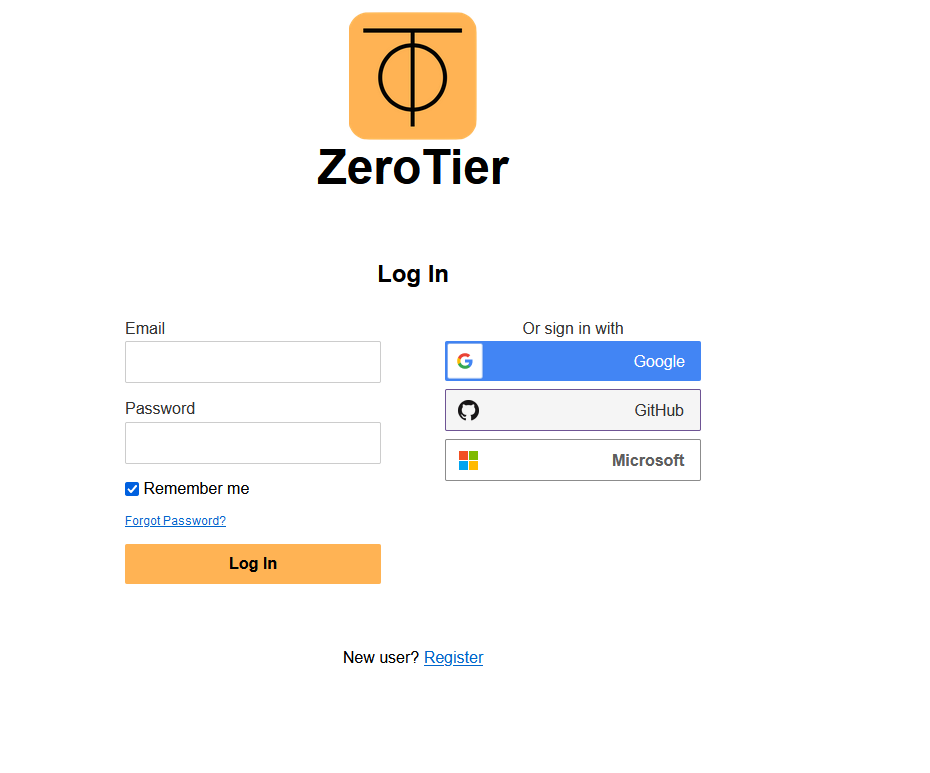 ZeroTier
Log In
Email
Password
Remember me
Forgot Password?
Log In
Or sign in with
Google
GitHub
Microsoft
New user? Register